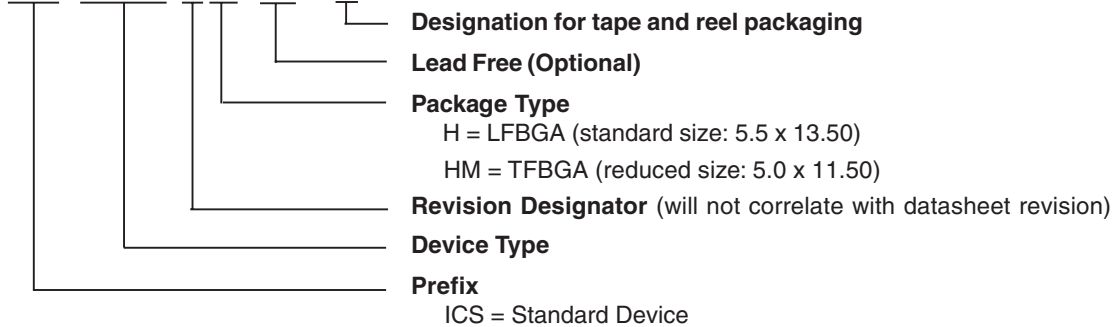 Designation for tape and reel packaging
Lead Free (Optional)
Package Type
H = LFBGA (standard size: 5.5 x 13.50)
HM = TFBGA (reduced size: 5.0 x 11.50)
Revision Designator (will not correlate with datasheet revision)
Device Type
Prefix
ICS = Standard Device